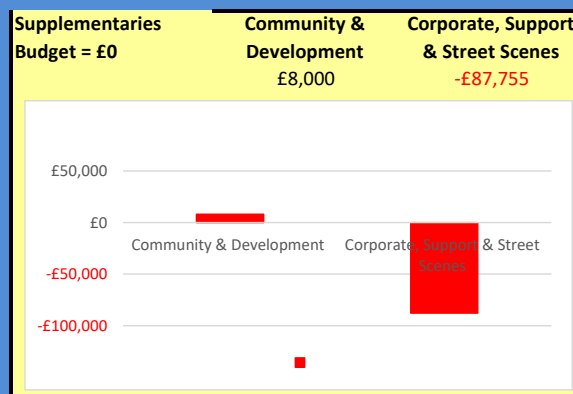 Supplementaries Community & Corporate, Support
Budget = £0 Development & Street Scenes
£8,000 -£87,755
£50,000
£0
Community & Development Corporate, Support & Street
Scenes
-£50,000
-£100,000